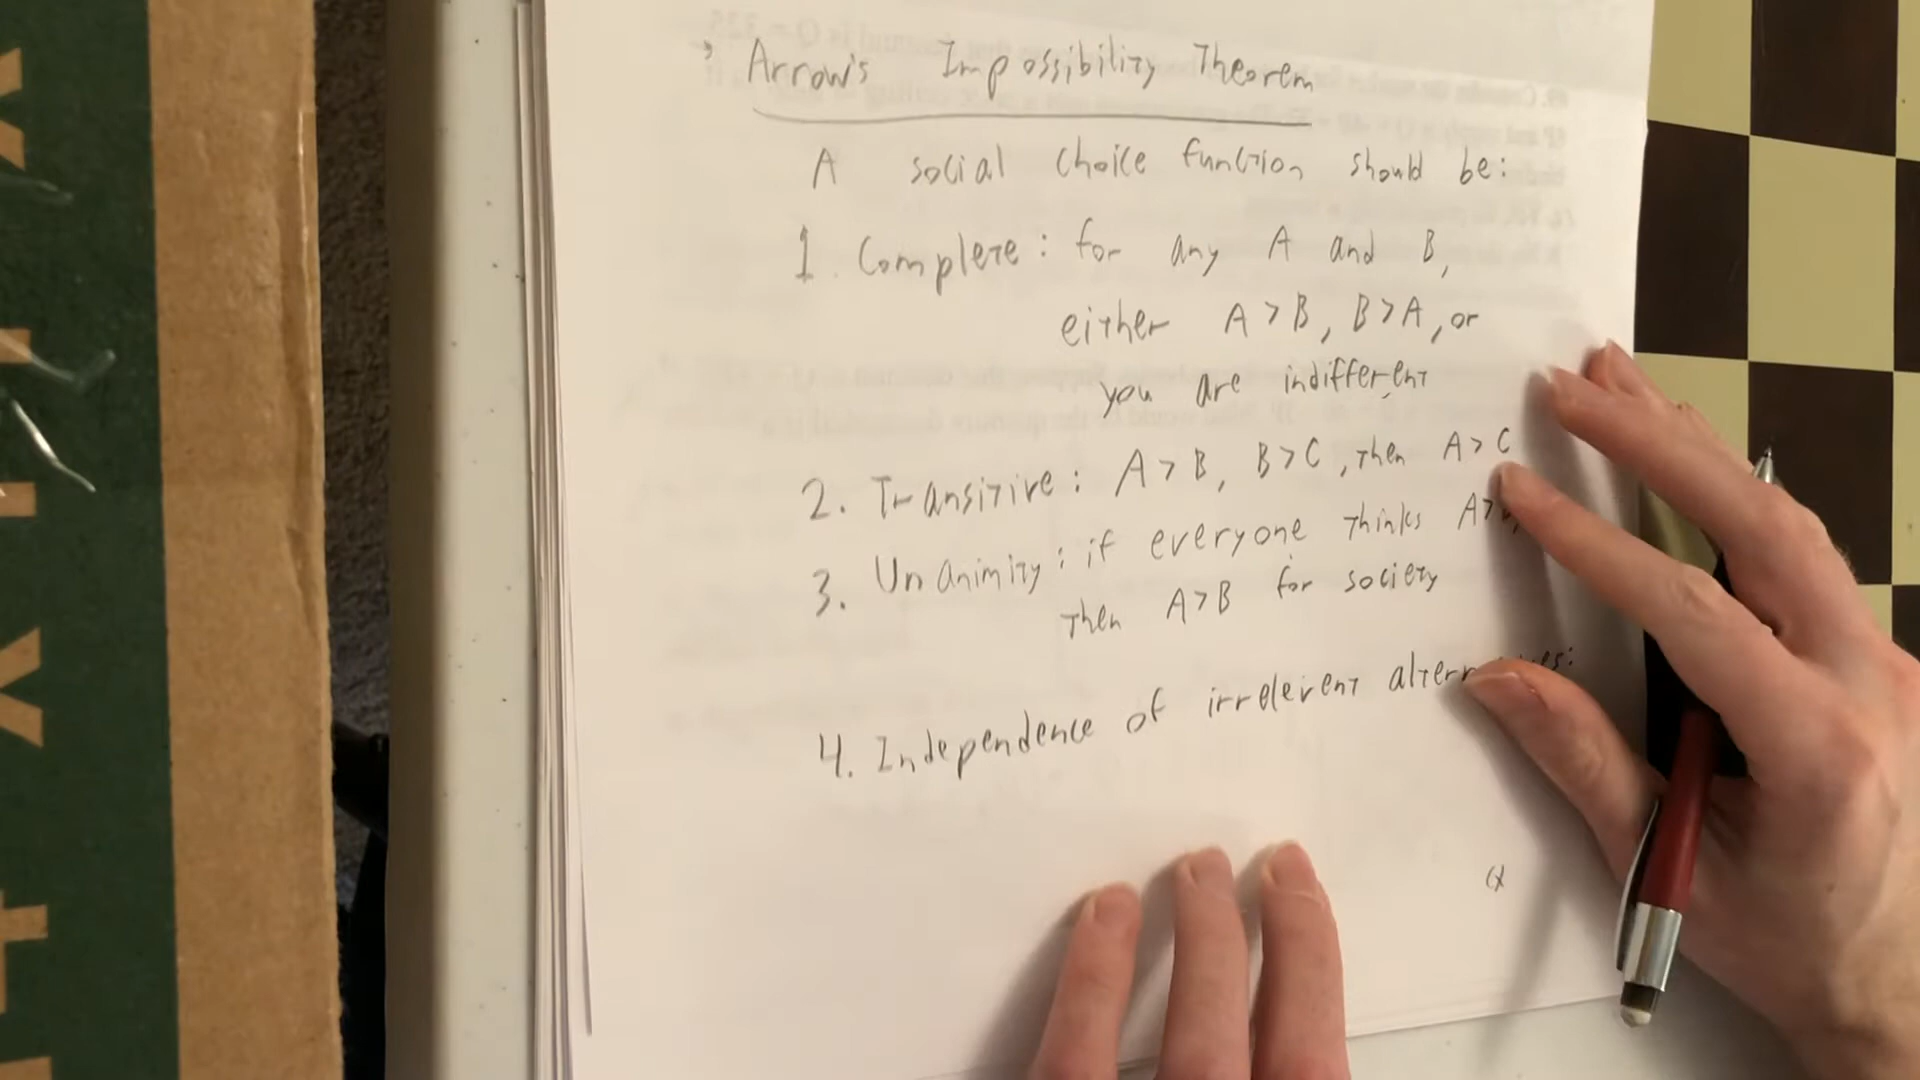 Arrow's Impossibility Theorem
A social choice function should be:
1. Complete: for any A and B,
either A > B, B > A, or
you are indifferent
2. Transitive: A > B, B > C, then A > C
3. Unanimity: if everyone thinks A >
then A > B for society
4. Independence of irrelevent